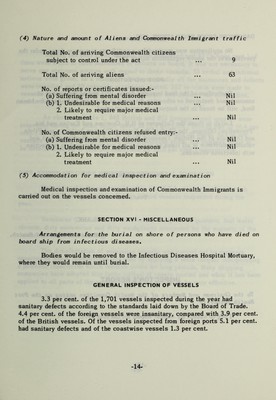 (4) Nature and amount of Aliens and Commonwealth Immigrant traffic
Total No. of arriving Commonwealth citizens
subject to control under the act ... 9
Total No. of arriving aliens ... 63
No. of reports or certificates issued:-
(a) Suffering from mental disorder ... Nil
(b) 1. Undesirable for medical reasons ... Nil
2. Likely to require major medical
treatment ... Nil
No. of Commonwealth citizens refused entry:-
(a) Suffering from mental disorder ... Nil
(b) 1. Undesirable for medical reasons ... Nil
2. Likely to require major medical
treatment ... Nil
(5) Accommodation for medical inspection and examination
Medical inspection and examination of Commonwealth Immigrants is
carried out on the vessels concerned.
SECTION XVI - MISCELLANEOUS
Arrangements for the burial on shore of persons who have died on
board ship from infectious diseases.
Bodies would be removed to the Infectious Diseases Hospital Mortuary,
where they would remain until burial.
GENERAL INSPECTION OF VESSELS
3.3 per cent. of the 1,701 vessels inspected during the year had
sanitary defects according to the standards laid down by the Board of Trade.
4.4 per cent. of the foreign vessels were insanitary, compared with 3.9 per cent.
of the British vessels. Of the vessels inspected from foreign ports 5.1 per cent.
had sanitary defects and of the coastwise vessels 1.3 per cent.
-14-